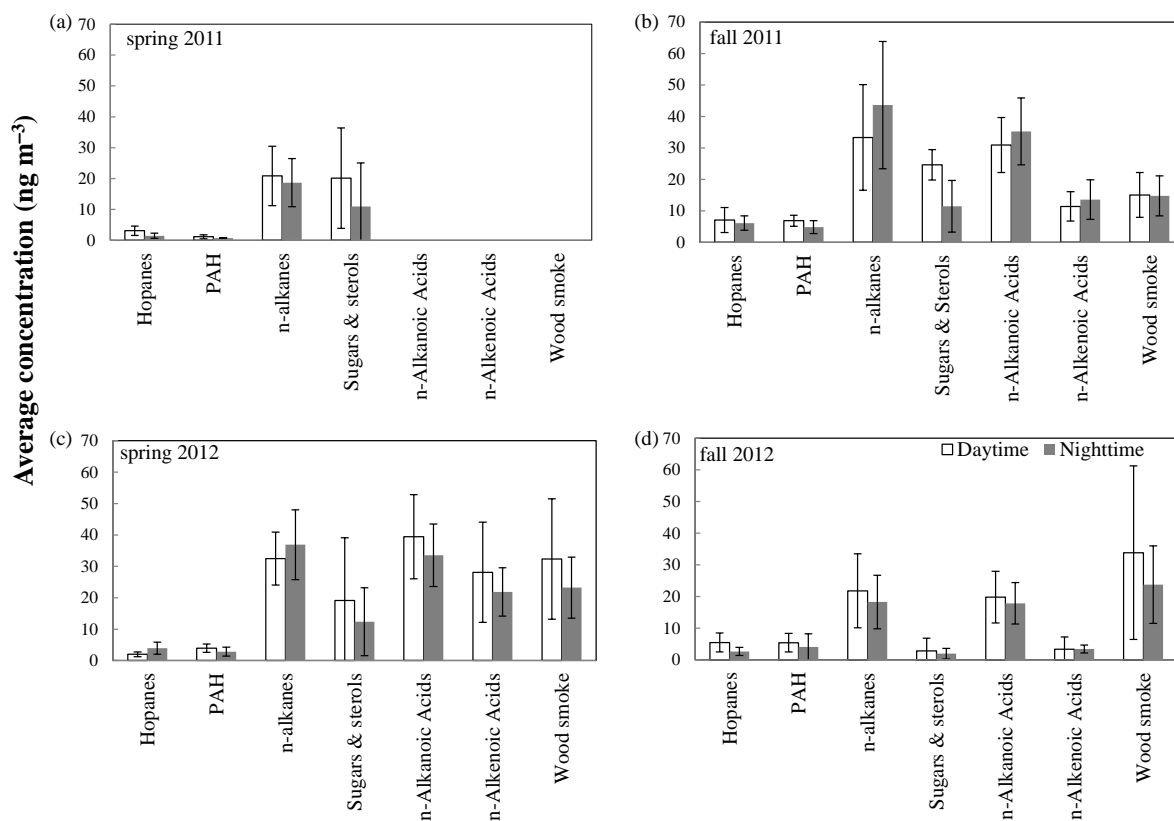 Average concentration (ng m⁻³)
(a)
spring 2011
70
60
50
40
30
20
10
0
Hopanes
PAH
n-alkanes
Sugars & sterols
n-Alkanoic Acids
n-Alkenoic Acids
Wood smoke
(b)
fall 2011
70
60
50
40
30
20
10
0
Hopanes
PAH
n-alkanes
Sugars & Sterols
n-Alkanoic Acids
n-Alkenoic Acids
Wood smoke
(c)
spring 2012
70
60
50
40
30
20
10
0
Hopanes
PAH
n-alkanes
Sugars & sterols
n-Alkanoic Acids
n-Alkenoic Acids
Wood smoke
(d)
fall 2012
Daytime Nighttime
70
60
50
40
30
20
10
0
Hopanes
PAH
n-alkanes
Sugars & sterols
n-Alkanoic Acids
n-Alkenoic Acids
Wood smoke